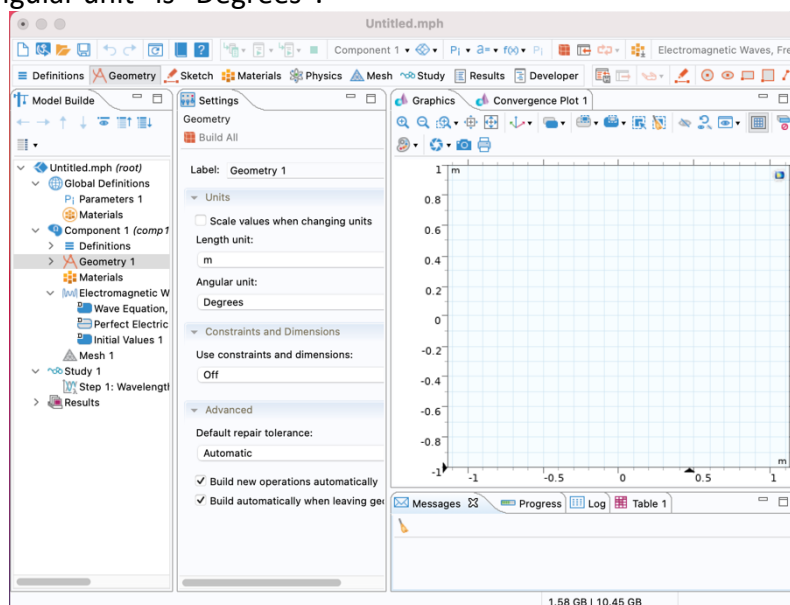 ngular unit" is "Degrees".
Untitled.mph
Component 1
Pi
a=
f(x)
Pi
Electromagnetic Waves, Fre
Definitions Geometry Sketch Materials Physics Mesh Study Results Developer
Model Builde
Settings
Graphics Convergence Plot 1
Geometry
Build All
Label: Geometry 1
Untitled.mph (root)
Global Definitions
Pi Parameters 1
Materials
Component 1 (comp1
Definitions
Geometry 1
Materials
Electromagnetic W
Wave Equation,
Perfect Electric
Initial Values 1
Mesh 1
Study 1
Step 1: Wavelengt
Results
Units
Scale values when changing units
Length unit:
m
Angular unit:
Degrees
Constraints and Dimensions
Use constraints and dimensions:
Off
Advanced
Default repair tolerance:
Automatic
Build new operations automatically
Build automatically when leaving geo
1 m
0.8
0.6
0.4
0.2
0
-0.2
-0.4
-0.6
-0.8
-1
m
-1 -0.5 0 0.5 1
Messages Progress Log Table 1
1.58 GB | 10.45 GB